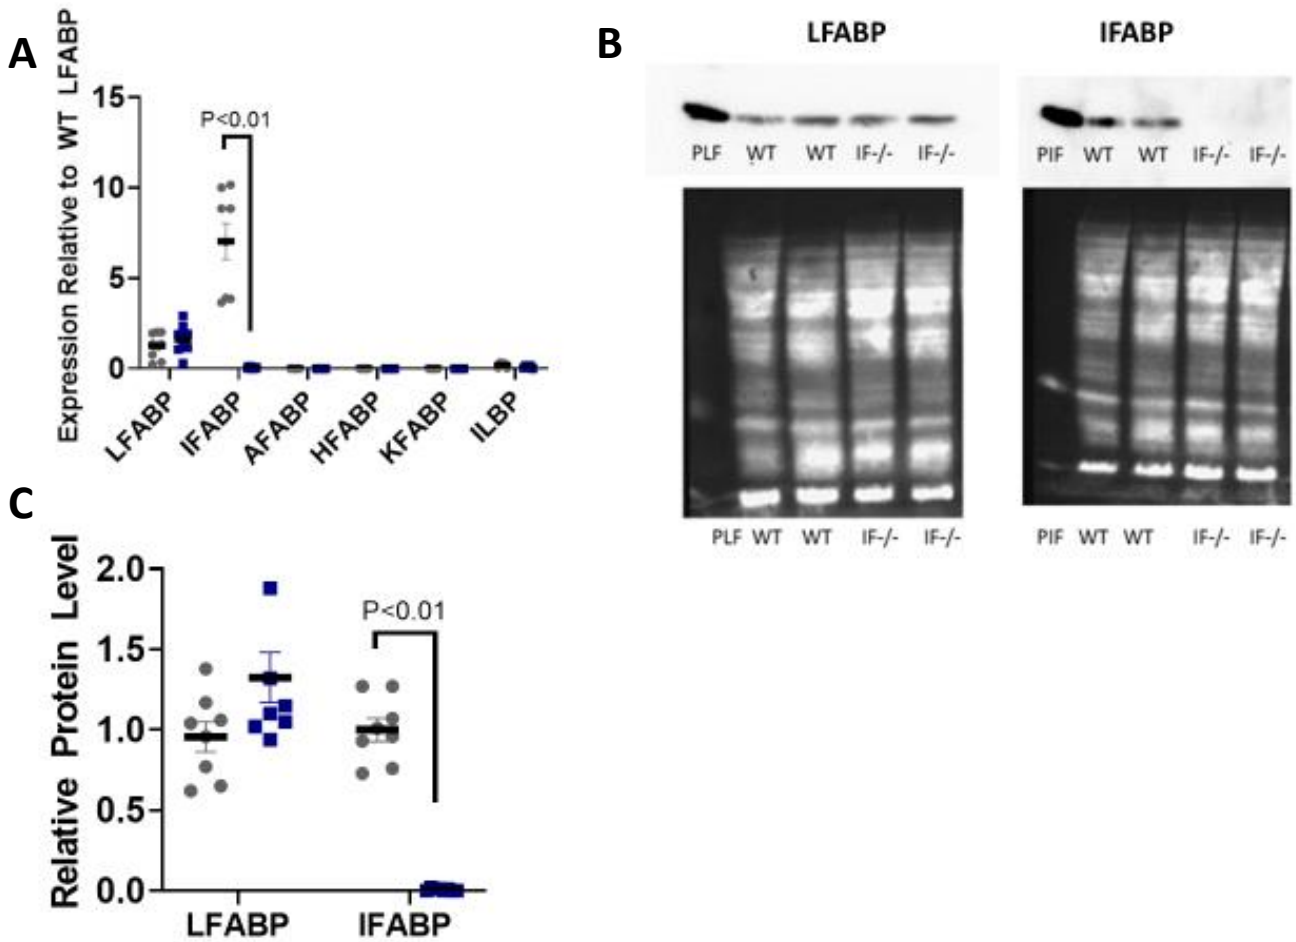 A
Expression Relative to WT LFABP
15
10
5
0
P<0.01
LFABP
IFABP
AFABP
HFABP
KFABP
ILBP
B
LFABP
IFABP
PLF WT WT IF-/- IF-/-
PIF WT WT IF-/- IF-/-
PLF WT WT IF-/- IF-/-
PIF WT WT IF-/- IF-/-
C
Relative Protein Level
2.0
1.5
1.0
0.5
0.0
P<0.01
LFABP
IFABP